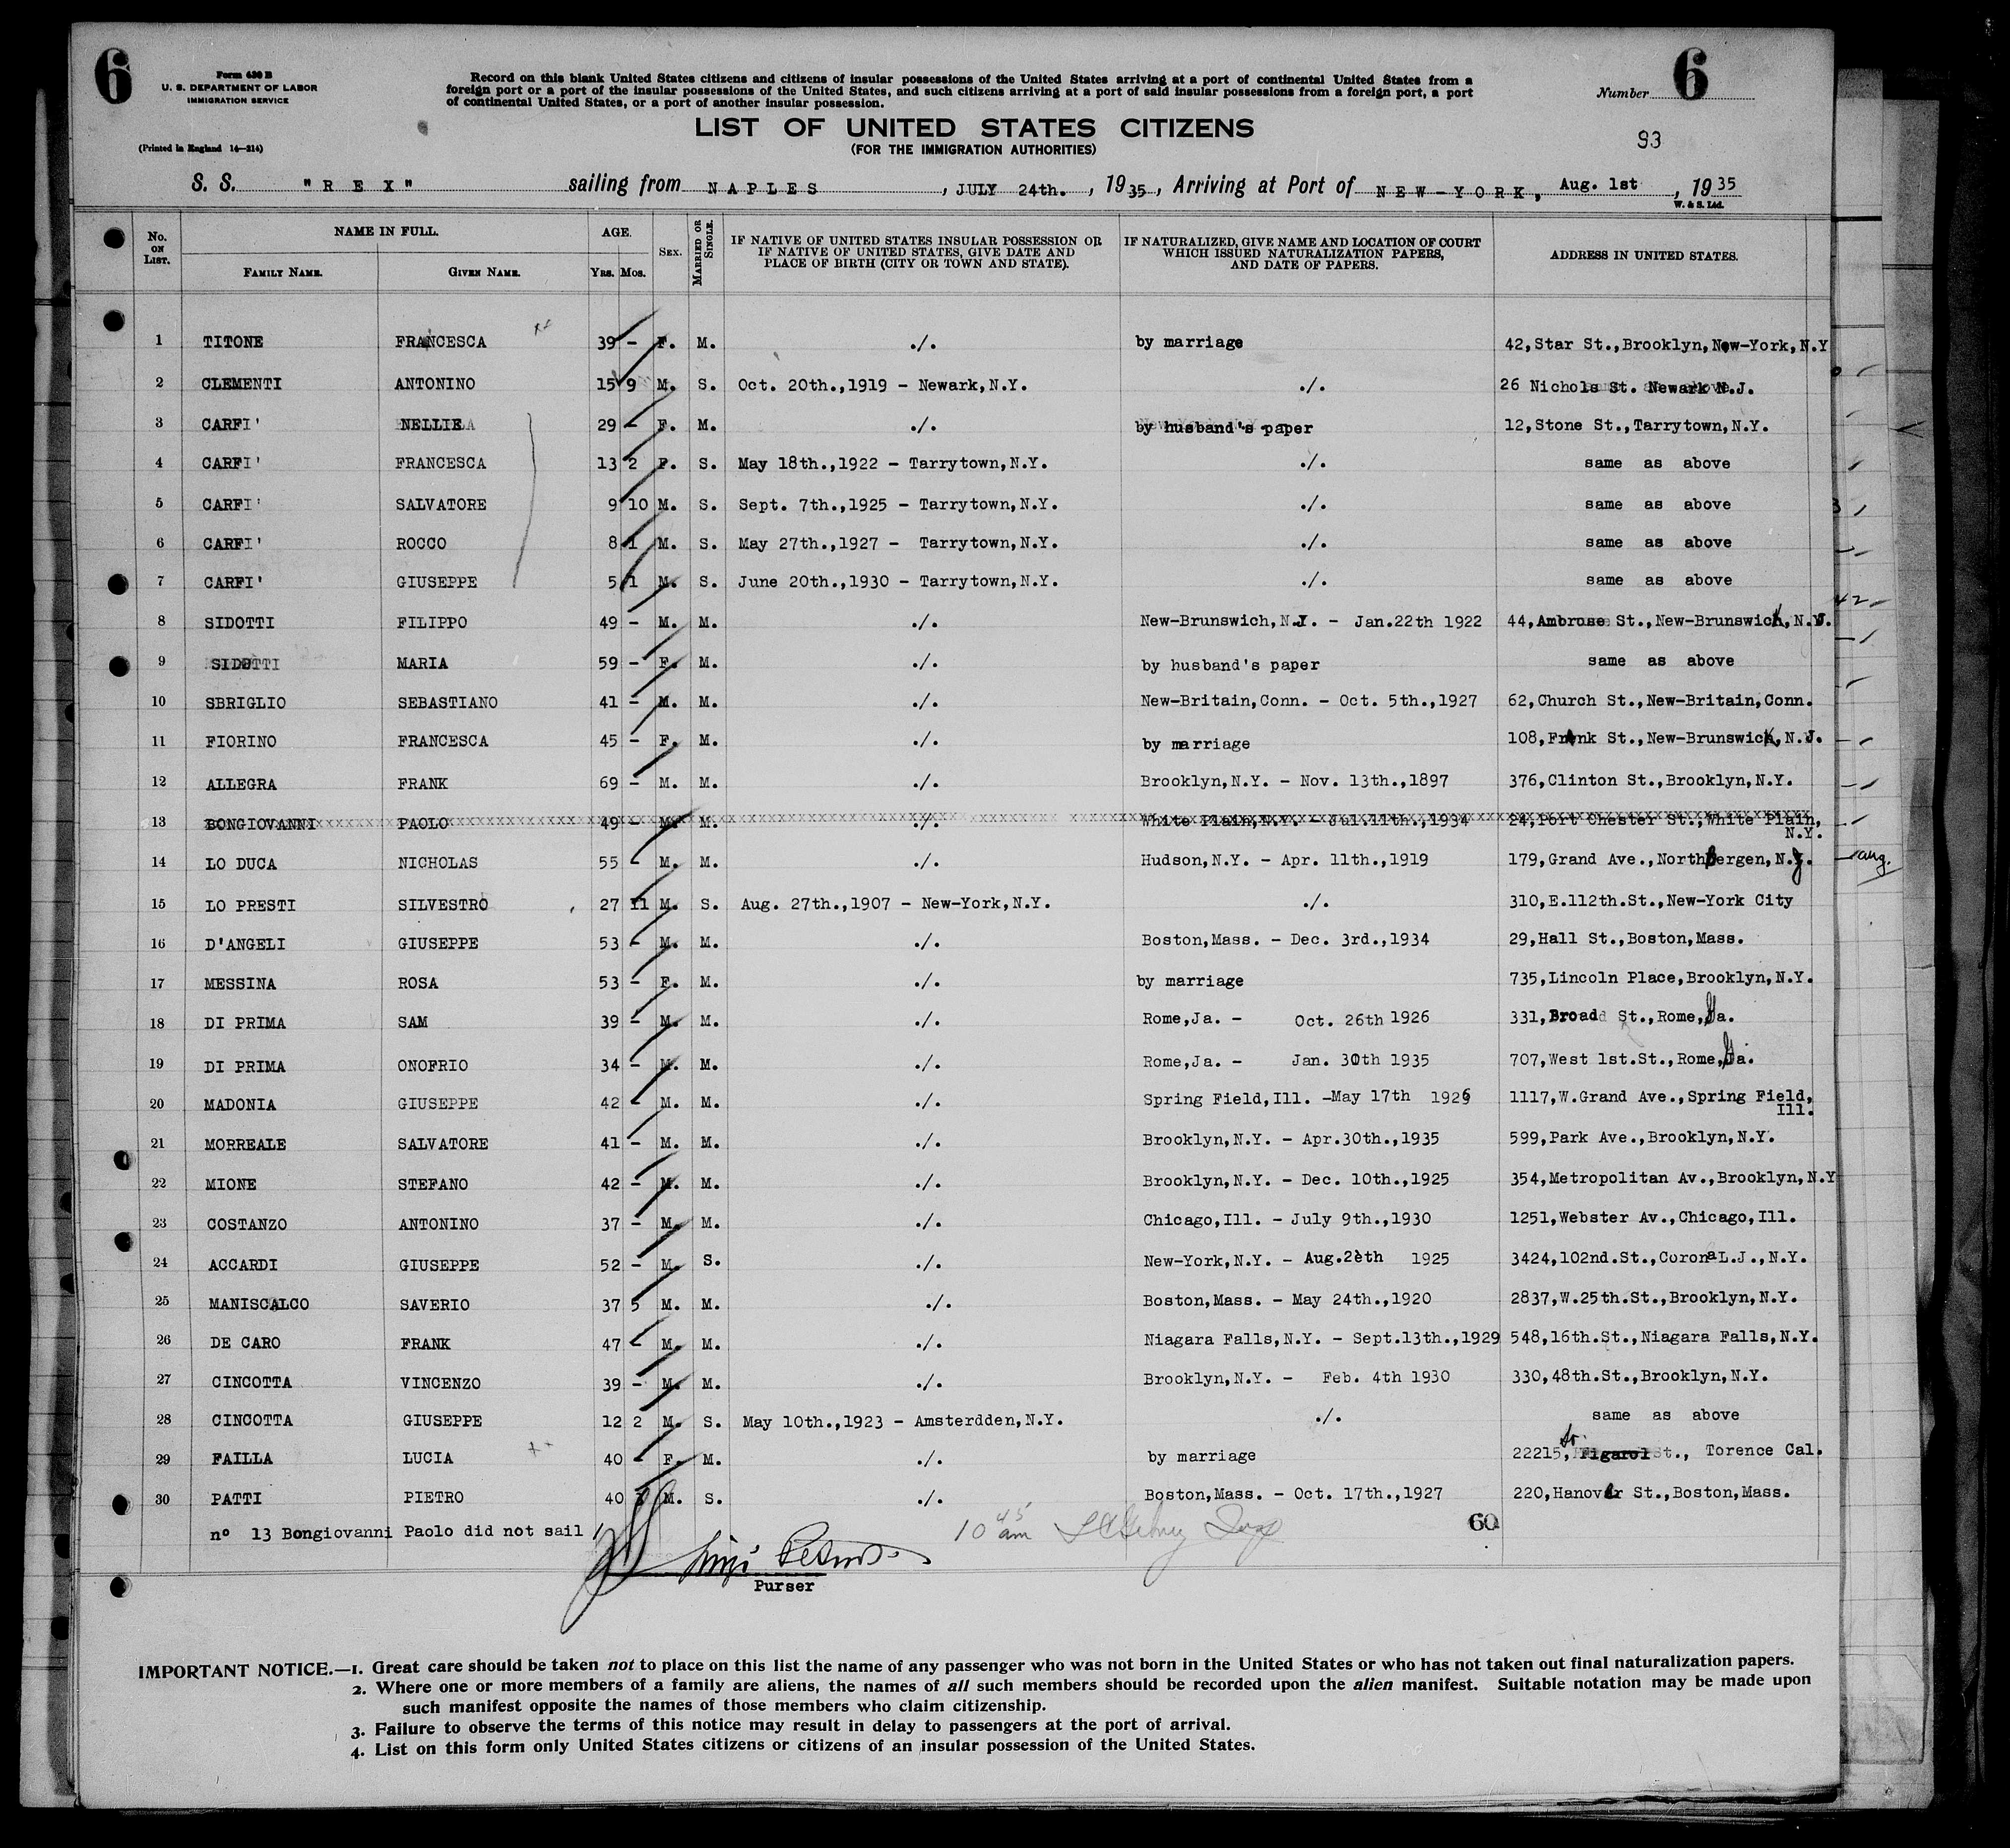 6
Form 630 B
U. S. DEPARTMENT OF LABOR
IMMIGRATION SERVICE
(Printed in England 14—214)
Record on this blank United States citizens and citizens of insular possessions of the United States arriving at a port of continental United States from a
foreign port or a port of the insular possessions of the United States, and such citizens arriving at a port of said insular possessions from a foreign port, a port
of continental United States, or a port of another insular possession.
Number 6
LIST OF UNITED STATES CITIZENS
(FOR THE IMMIGRATION AUTHORITIES)
93
S. S. "REX" sailing from NAPLES, JULY 24th., 1935, Arriving at Port of NEW-YORK, Aug. 1st, 1935
W. & S. Ltd.
No. ON LIST. NAME IN FULL. FAMILY NAME. GIVEN NAME. AGE. YRS. MOS. SEX. MARRIED OR SINGLE. IF NATIVE OF UNITED STATES INSULAR POSSESSION OR IF NATIVE OF UNITED STATES, GIVE DATE AND PLACE OF BIRTH (CITY OR TOWN AND STATE). IF NATURALIZED, GIVE NAME AND LOCATION OF COURT WHICH ISSUED NATURALIZATION PAPERS, AND DATE OF PAPERS. ADDRESS IN UNITED STATES.
1 TITONE FRANCESCA 39 - F. M. ./. by marriage 42,Star St.,Brooklyn,New-York,N.Y
2 CLEMENTI ANTONINO 15 9 M. S. Oct. 20th.,1919 - Newark,N.Y. ./. 26 Nichols St. Newark N.J.
3 CARFI' NELLIE 29 - F. M. ./. by husband's paper 12,Stone St.,Tarrytown,N.Y.
4 CARFI' FRANCESCA 13 2 F. S. May 18th.,1922 - Tarrytown,N.Y. ./. same as above
5 CARFI' SALVATORE 9 10 M. S. Sept. 7th.,1925 - Tarrytown,N.Y. ./. same as above
6 CARFI' ROCCO 8 1 M. S. May 27th.,1927 - Tarrytown,N.Y. ./. same as above
7 CARFI' GIUSEPPE 5 1 M. S. June 20th.,1930 - Tarrytown,N.Y. ./. same as above
8 SIDOTTI FILIPPO 49 - M. M. ./. New-Brunswich,N.J. - Jan.22th 1922 44,Ambrose St.,New-Brunswick,N.J.
9 SIDOTTI MARIA 59 - F. M. ./. by husband's paper same as above
10 SBRIGLIO SEBASTIANO 41 - M. M. ./. New-Britain,Conn. - Oct. 5th.,1927 62,Church St.,New-Britain,Conn.
11 FIORINO FRANCESCA 45 - F. M. ./. by marriage 108,Frank St.,New-Brunswick,N.J.
12 ALLEGRA FRANK 69 - M. M. ./. Brooklyn,N.Y. - Nov. 13th.,1897 376,Clinton St.,Brooklyn,N.Y.
13 BONGIOVANNI PAOLO 49 - M. M. ./. White Plain,N.Y. - Jul.11th.,1934 24,Port Chester St.,White Plain,
N.Y.
14 LO DUCA NICHOLAS 55 - M. M. ./. Hudson,N.Y. - Apr. 11th.,1919 179,Grand Ave.,NorthBergen,N.J.
aug.
15 LO PRESTI SILVESTRO 27 11 M. S. Aug. 27th.,1907 - New-York,N.Y. ./. 310,E.112th.St.,New-York City
16 D'ANGELI GIUSEPPE 53 - M. M. ./. Boston,Mass. - Dec. 3rd.,1934 29,Hall St.,Boston,Mass.
17 MESSINA ROSA 53 - F. M. ./. by marriage 735,Lincoln Place,Brooklyn,N.Y.
18 DI PRIMA SAM 39 - M. M. ./. Rome,Ja. - Oct. 26th 1926 331,Broad St.,Rome,Ga.
19 DI PRIMA ONOFRIO 34 - M. M. ./. Rome,Ja. - Jan. 30th 1935 707,West 1st.St.,Rome,Ga.
20 MADONIA GIUSEPPE 42 - M. M. ./. Spring Field,Ill. -May 17th 1926 1117,W.Grand Ave.,Spring Field,
Ill.
21 MORREALE SALVATORE 41 - M. M. ./. Brooklyn,N.Y. - Apr.30th.,1935 599,Park Ave.,Brooklyn,N.Y.
22 MIONE STEFANO 42 - M. M. ./. Brooklyn,N.Y. - Dec. 10th.,1925 354,Metropolitan Av.,Brooklyn,N.Y
23 COSTANZO ANTONINO 37 - M. M. ./. Chicago,Ill. - July 9th.,1930 1251,Webster Av.,Chicago,Ill.
24 ACCARDI GIUSEPPE 52 - M. S. ./. New-York,N.Y. - Aug. 1925 3424,102nd.St.,Corona L.J.,N.Y.
25 MANISCALCO SAVERIO 37 5 M. M. ./. Boston,Mass. - May 24th.,1920 2837,W.25th.St.,Brooklyn,N.Y.
26 DE CARO FRANK 47 - M. M. ./. Niagara Falls,N.Y. - Sept.13th.,1929 548,16th.St.,Niagara Falls,N.Y.
27 CINCOTTA VINCENZO 39 - M. M. ./. Brooklyn,N.Y. - Feb. 4th 1930 330,48th.St.,Brooklyn,N.Y.
28 CINCOTTA GIUSEPPE 12 2 M. S. May 10th.,1923 - Amsterdden,N.Y. ./. same as above
29 FAILLA LUCIA 40 - F. M. ./. by marriage 22215, Figarol St., Torence Cal.
30 PATTI PIETRO 40 M. S. ./. Boston,Mass. - Oct. 17th.,1927 220,Hanover St.,Boston,Mass.
nº 13 Bongiovanni Paolo did not sail
10 45 am
60
Purser
IMPORTANT NOTICE.—1. Great care should be taken not to place on this list the name of any passenger who was not born in the United States or who has not taken out final naturalization papers.
2. Where one or more members of a family are aliens, the names of all such members should be recorded upon the alien manifest. Suitable notation may be made upon
such manifest opposite the names of those members who claim citizenship.
3. Failure to observe the terms of this notice may result in delay to passengers at the port of arrival.
4. List on this form only United States citizens or citizens of an insular possession of the United States.